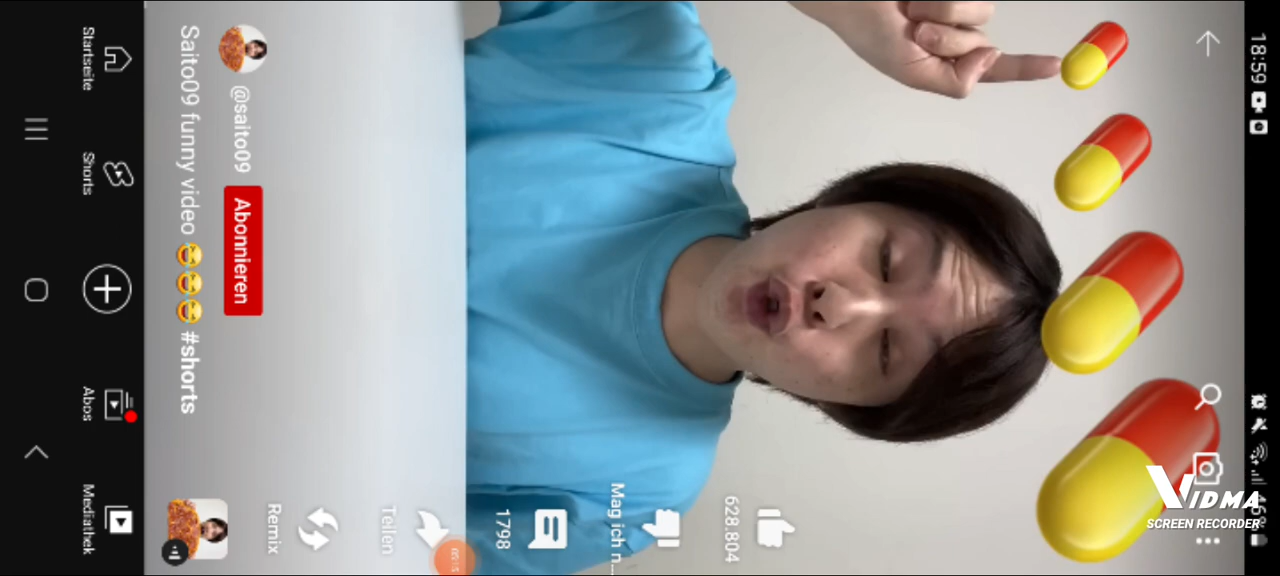 18:59
46%
628.804
Mag ich n...
1798
Teilen
Remix
@saito09 Abonnieren
Saito09 funny video 😆😆😆 #shorts
Startseite
Shorts
Abos
Mediathek
VIDMA
SCREEN RECORDER